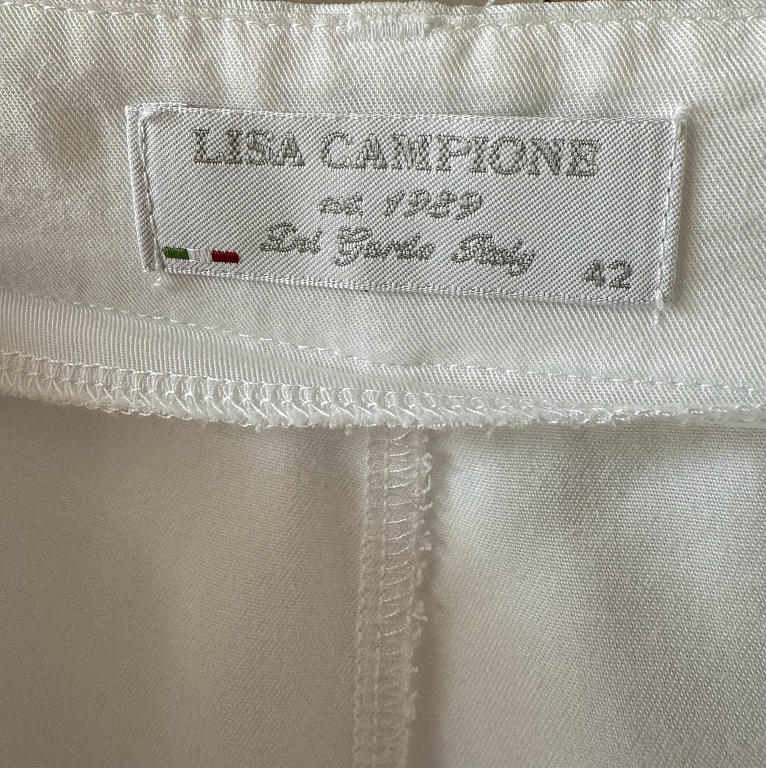 LISA CAMPIONE
est. 1989
Del Garda Italy
42